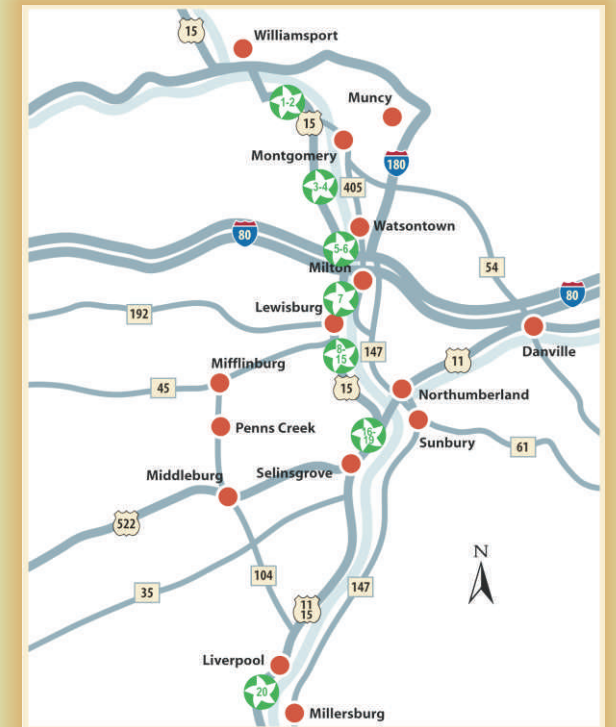 15
Williamsport
Muncy
1-2
15
Montgomery
180
3-4
405
Watsontown
80
5-6
Milton
54
80
7
192
Lewisburg
Danville
8-
15
147
11
Mifflinburg
15
45
Northumberland
Penns Creek
16-
19
Sunbury
61
Selinsgrove
Middleburg
522
N
104
147
35
11
15
Liverpool
20
Millersburg